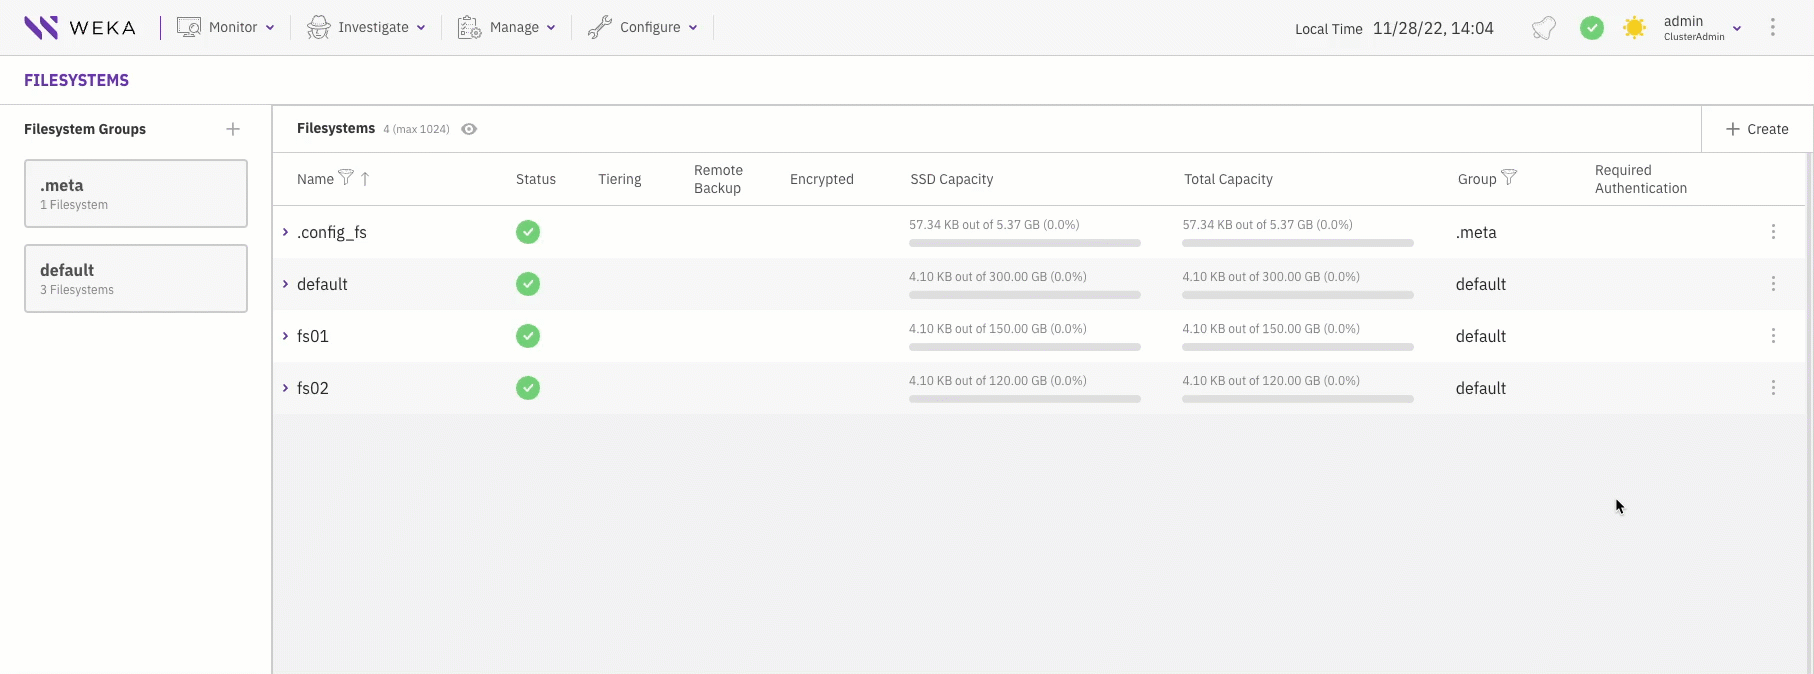 WEKA
Monitor
Investigate
Manage
Configure
Local Time 11/28/22, 14:04
admin
ClusterAdmin
FILESYSTEMS
Filesystem Groups
.meta
1 Filesystem
default
3 Filesystems
Filesystems 4 (max 1024)
Create
Name Status Tiering Remote Backup Encrypted SSD Capacity Total Capacity Group Required Authentication
.config_fs 57.34 KB out of 5.37 GB (0.0%) 57.34 KB out of 5.37 GB (0.0%) .meta
default 4.10 KB out of 300.00 GB (0.0%) 4.10 KB out of 300.00 GB (0.0%) default
fs01 4.10 KB out of 150.00 GB (0.0%) 4.10 KB out of 150.00 GB (0.0%) default
fs02 4.10 KB out of 120.00 GB (0.0%) 4.10 KB out of 120.00 GB (0.0%) default